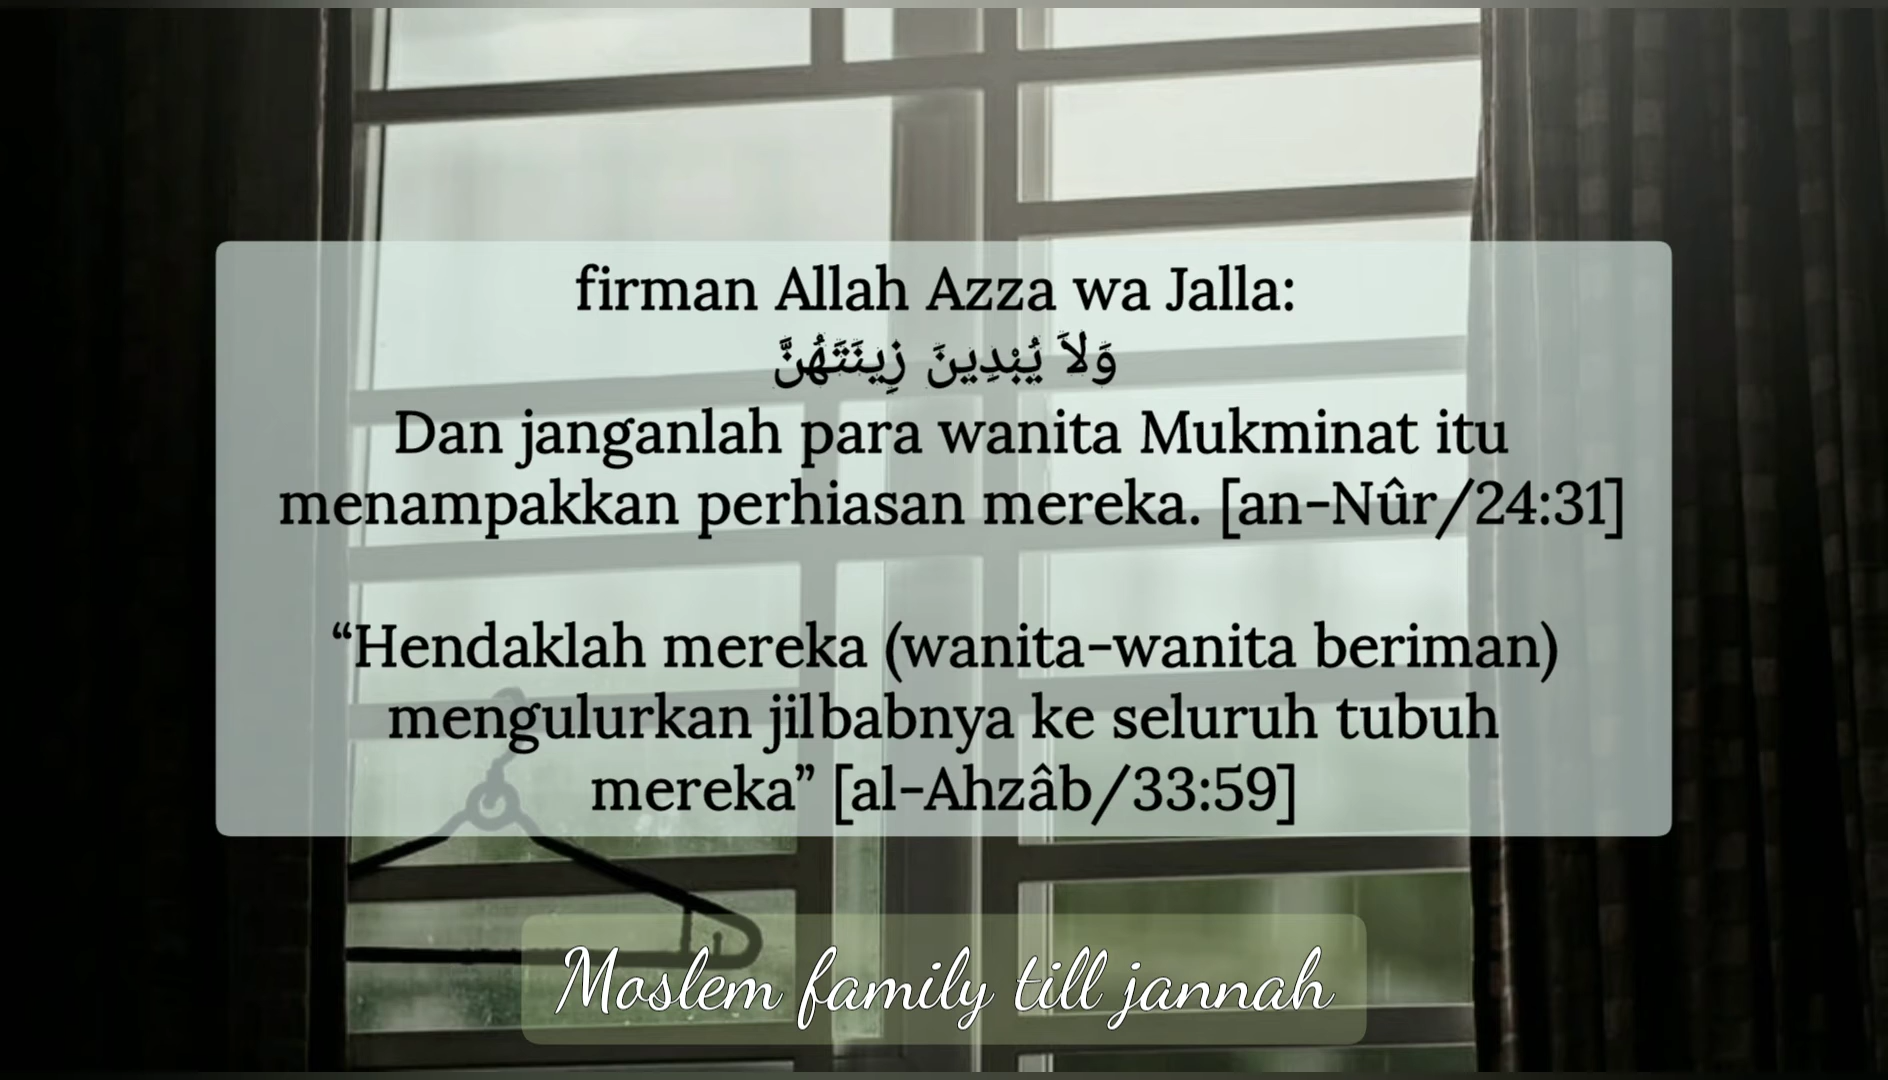 firman Allah Azza wa Jalla:
وَلاَ يُبْدِينَ زِينَتَهُنَّ
Dan janganlah para wanita Mukminat itu
menampakkan perhiasan mereka. [an-Nûr/24:31]
“Hendaklah mereka (wanita-wanita beriman)
mengulurkan jilbabnya ke seluruh tubuh
mereka” [al-Ahzâb/33:59]
Moslem family till jannah